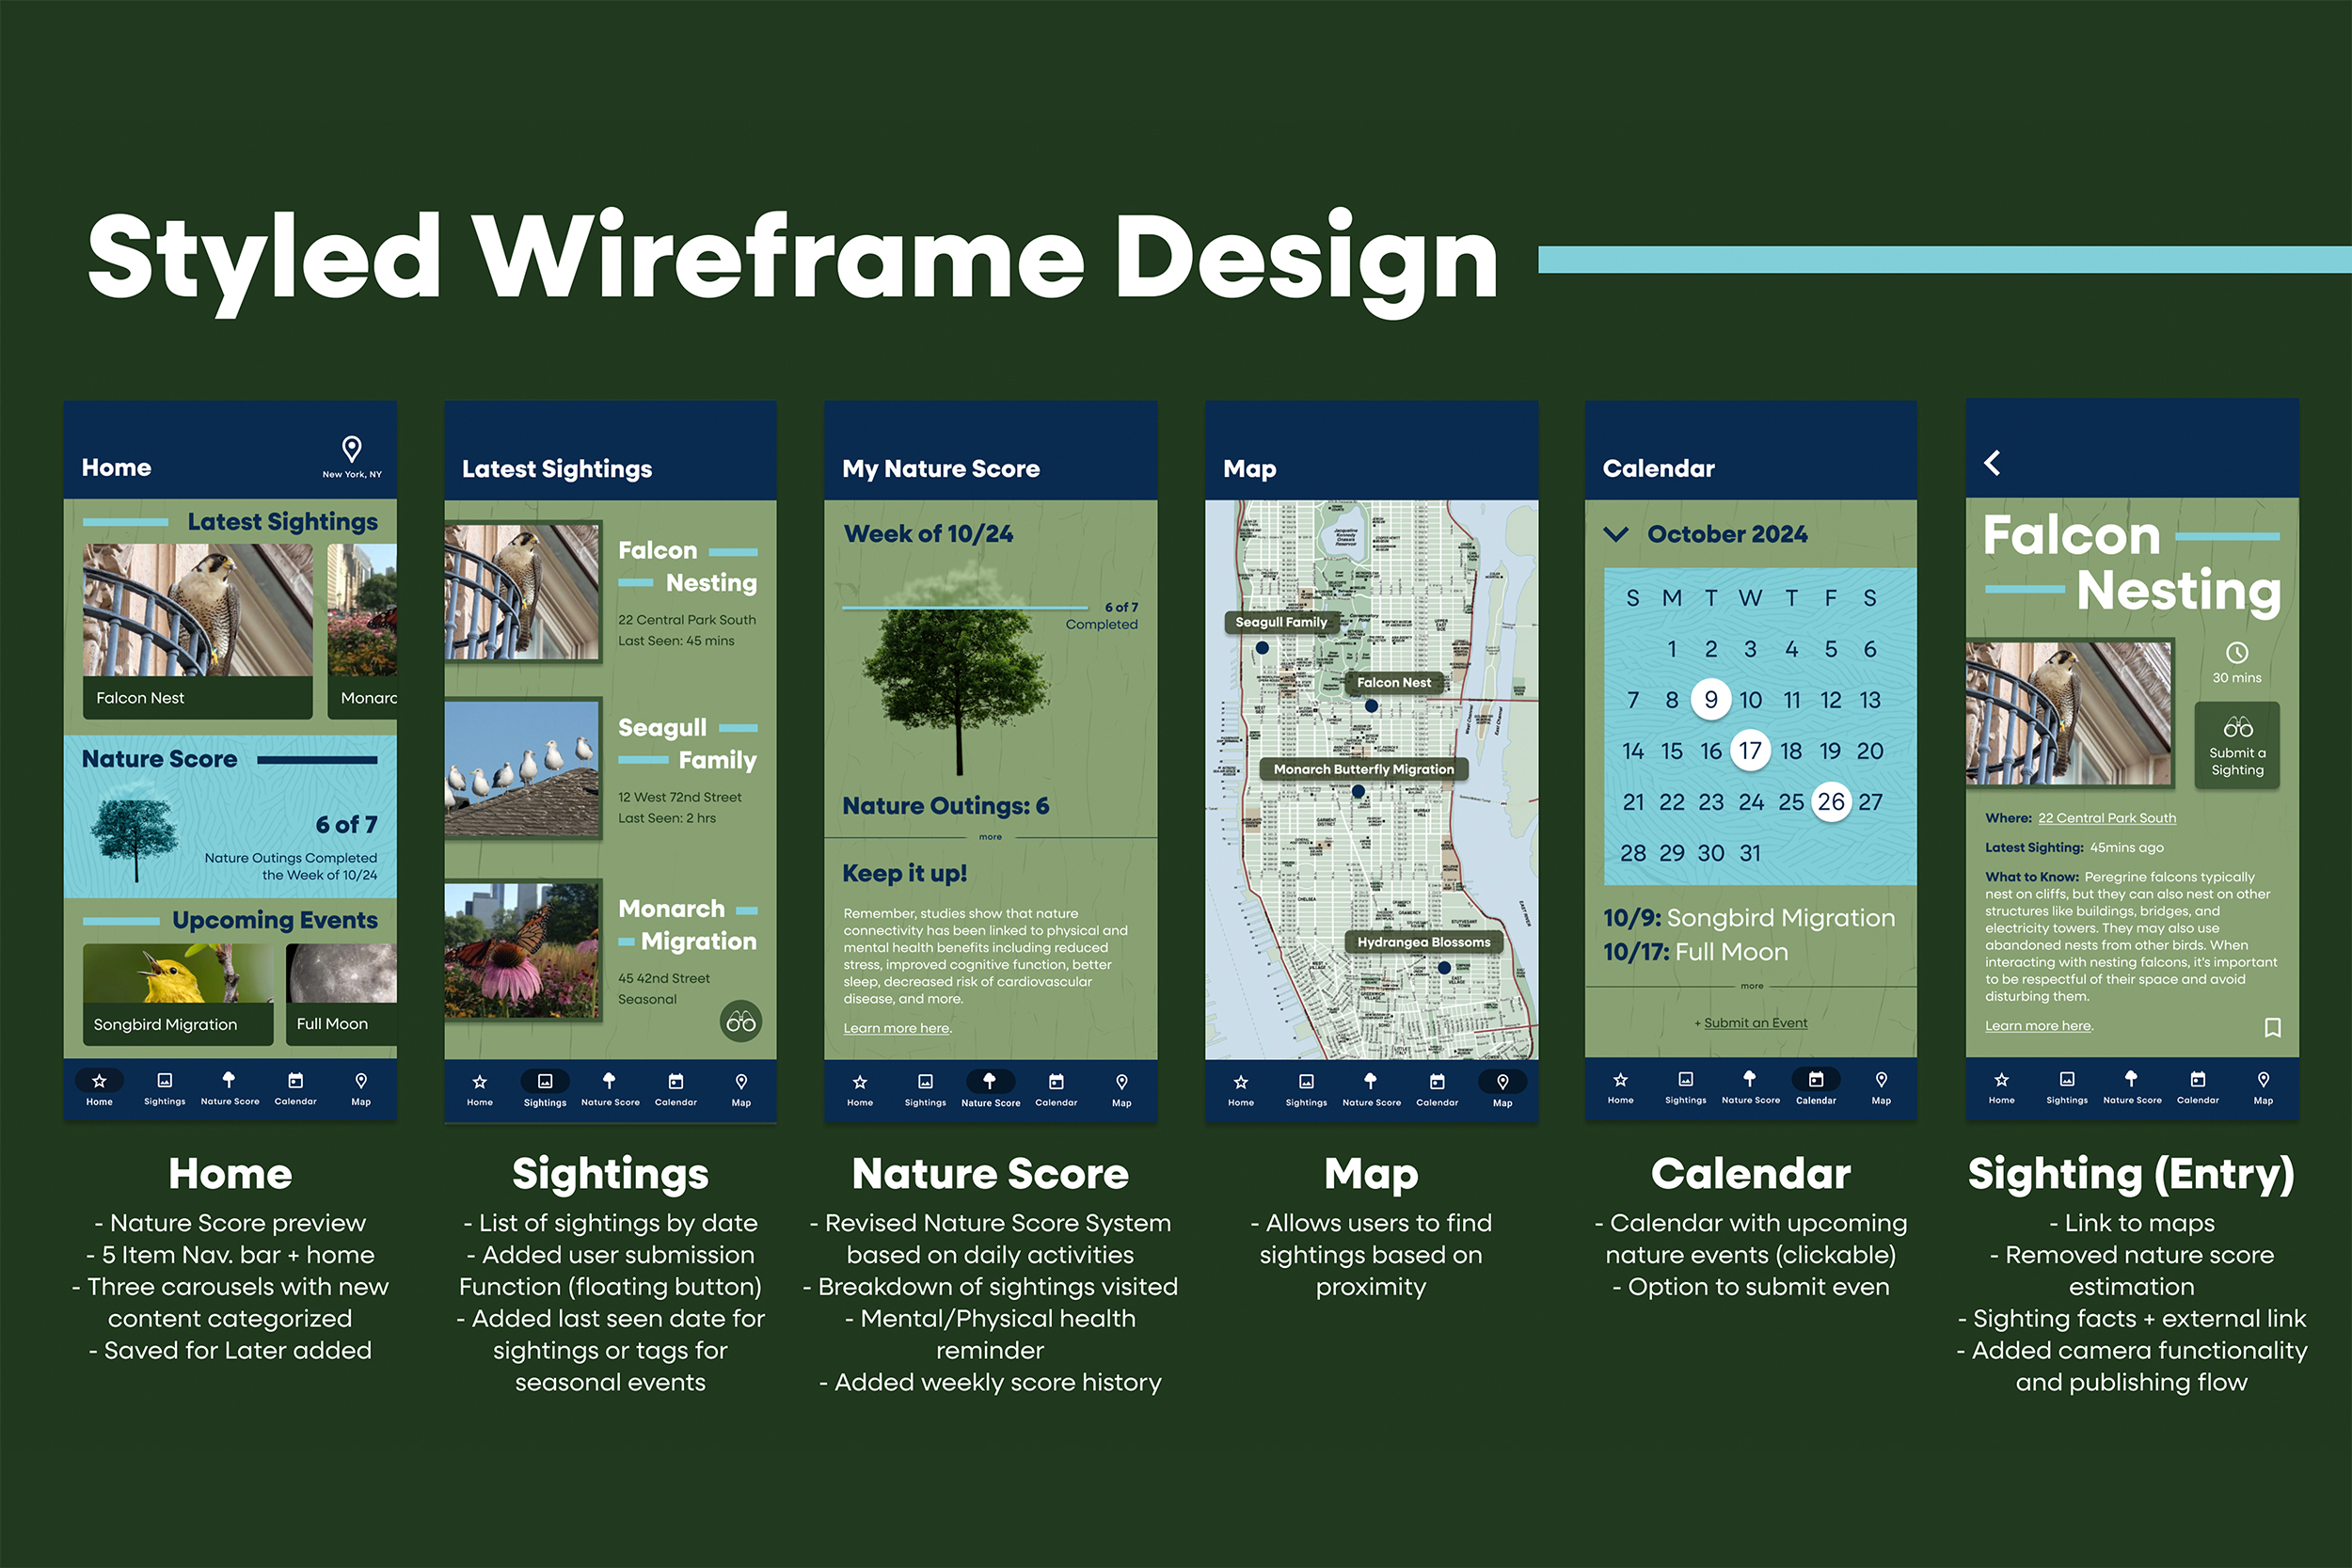 Styled Wireframe Design
Home
New York, NY
Latest Sightings
Falcon Nest
Monarc
Nature Score
6 of 7
Nature Outings Completed
the Week of 10/24
Upcoming Events
Songbird Migration
Full Moon
Home
Sightings
Nature Score
Calendar
Map
Latest Sightings
Falcon
Nesting
22 Central Park South
Last Seen: 45 mins
Seagull
Family
12 West 72nd Street
Last Seen: 2 hrs
Monarch
Migration
45 42nd Street
Seasonal
Home
Sightings
Nature Score
Calendar
Map
My Nature Score
Week of 10/24
6 of 7
Completed
Nature Outings: 6
more
Keep it up!
Remember, studies show that nature
connectivity has been linked to physical and
mental health benefits including reduced
stress, improved cognitive function, better
sleep, decreased risk of cardiovascular
disease, and more.
Learn more here.
Home
Sightings
Nature Score
Calendar
Map
Map
Seagull Family
Falcon Nest
Monarch Butterfly Migration
Hydrangea Blossoms
Home
Sightings
Nature Score
Calendar
Map
Calendar
October 2024
S M T W T F S
1 2 3 4 5 6
7 8 9 10 11 12 13
14 15 16 17 18 19 20
21 22 23 24 25 26 27
28 29 30 31
10/9: Songbird Migration
10/17: Full Moon
more
+ Submit an Event
Home
Sightings
Nature Score
Calendar
Map
Falcon
Nesting
30 mins
Submit a
Sighting
Where: 22 Central Park South
Latest Sighting: 45mins ago
What to Know: Peregrine falcons typically
nest on cliffs, but they can also nest on other
structures like buildings, bridges, and
electricity towers. They may also use
abandoned nests from other birds. When
interacting with nesting falcons, it's important
to be respectful of their space and avoid
disturbing them.
Learn more here.
Home
Sightings
Nature Score
Calendar
Map
Home
- Nature Score preview
- 5 Item Nav. bar + home
- Three carousels with new
content categorized
- Saved for Later added
Sightings
- List of sightings by date
- Added user submission
Function (floating button)
- Added last seen date for
sightings or tags for
seasonal events
Nature Score
- Revised Nature Score System
based on daily activities
- Breakdown of sightings visited
- Mental/Physical health
reminder
- Added weekly score history
Map
- Allows users to find
sightings based on
proximity
Calendar
- Calendar with upcoming
nature events (clickable)
- Option to submit even
Sighting (Entry)
- Link to maps
- Removed nature score
estimation
- Sighting facts + external link
- Added camera functionality
and publishing flow